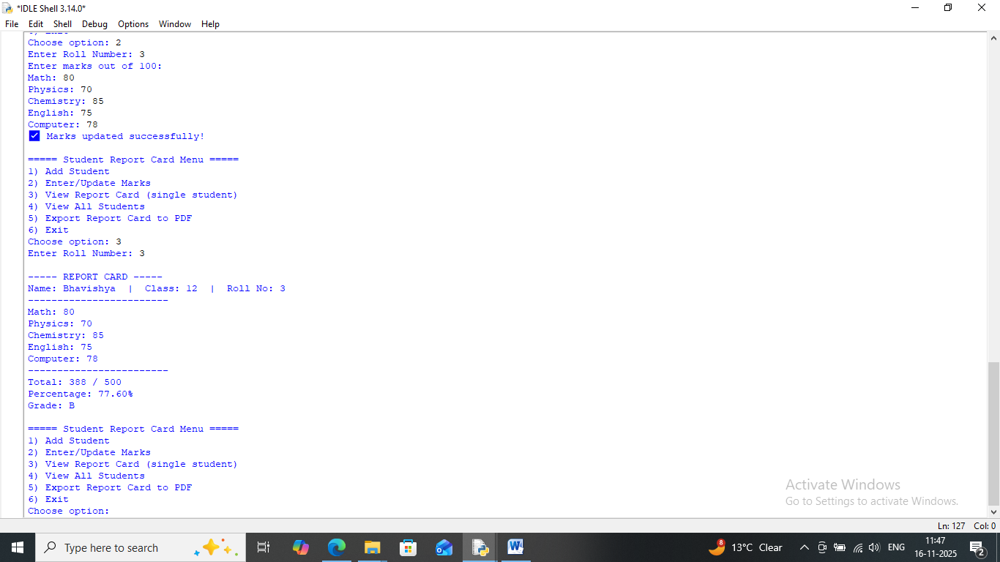 *IDLE Shell 3.14.0*
File Edit Shell Debug Options Window Help
Choose option: 2
Enter Roll Number: 3
Enter marks out of 100:
Math: 80
Physics: 70
Chemistry: 85
English: 75
Computer: 78
✅ Marks updated successfully!
===== Student Report Card Menu =====
1) Add Student
2) Enter/Update Marks
3) View Report Card (single student)
4) View All Students
5) Export Report Card to PDF
6) Exit
Choose option: 3
Enter Roll Number: 3
----- REPORT CARD -----
Name: Bhavishya | Class: 12 | Roll No: 3
------------------------
Math: 80
Physics: 70
Chemistry: 85
English: 75
Computer: 78
------------------------
Total: 388 / 500
Percentage: 77.60%
Grade: B
===== Student Report Card Menu =====
1) Add Student
2) Enter/Update Marks
3) View Report Card (single student)
4) View All Students
5) Export Report Card to PDF
6) Exit
Choose option:
Activate Windows
Go to Settings to activate Windows.
Ln: 127 Col: 0
Type here to search
8
13°C Clear
ENG
11:47
16-11-2025
2